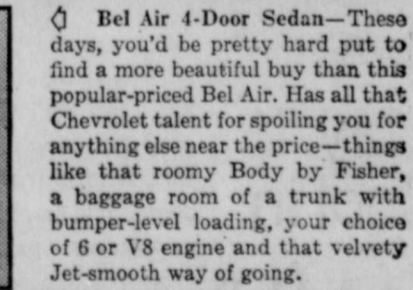 Bel Air 4-Door Sedan—These
days, you'd be pretty hard put to
find a more beautiful buy than this
popular-priced Bel Air. Has all that
Chevrolet talent for spoiling you for
anything else near the price—things
like that roomy Body by Fisher,
a baggage room of a trunk with
bumper-level loading, your choice
of 6 or V8 engine and that velvety
Jet-smooth way of going.